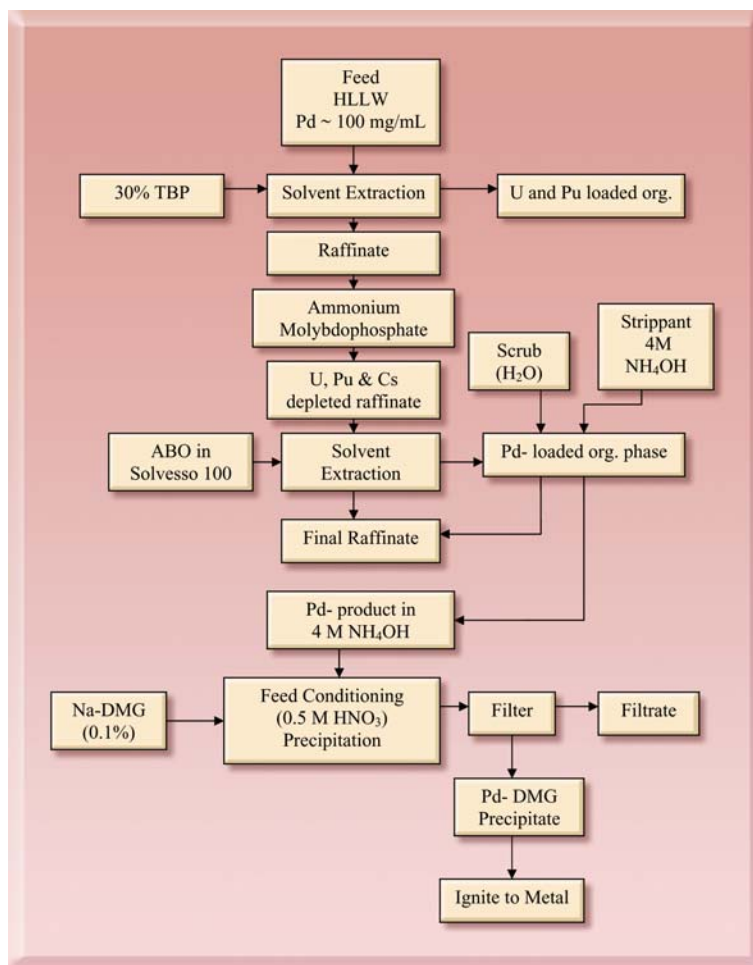 Feed
HLLW
Pd ~ 100 mg/mL
30% TBP
Solvent Extraction
U and Pu loaded org.
Raffinate
Ammonium
Molybdophosphate
Scrub
(H₂O)
Strippant
4M
NH₄OH
U, Pu & Cs
depleted raffinate
ABO in
Solvesso 100
Solvent
Extraction
Pd- loaded org. phase
Final Raffinate
Pd- product in
4 M NH₄OH
Na-DMG
(0.1%)
Feed Conditioning
(0.5 M HNO₃)
Precipitation
Filter
Filtrate
Pd- DMG
Precipitate
Ignite to Metal